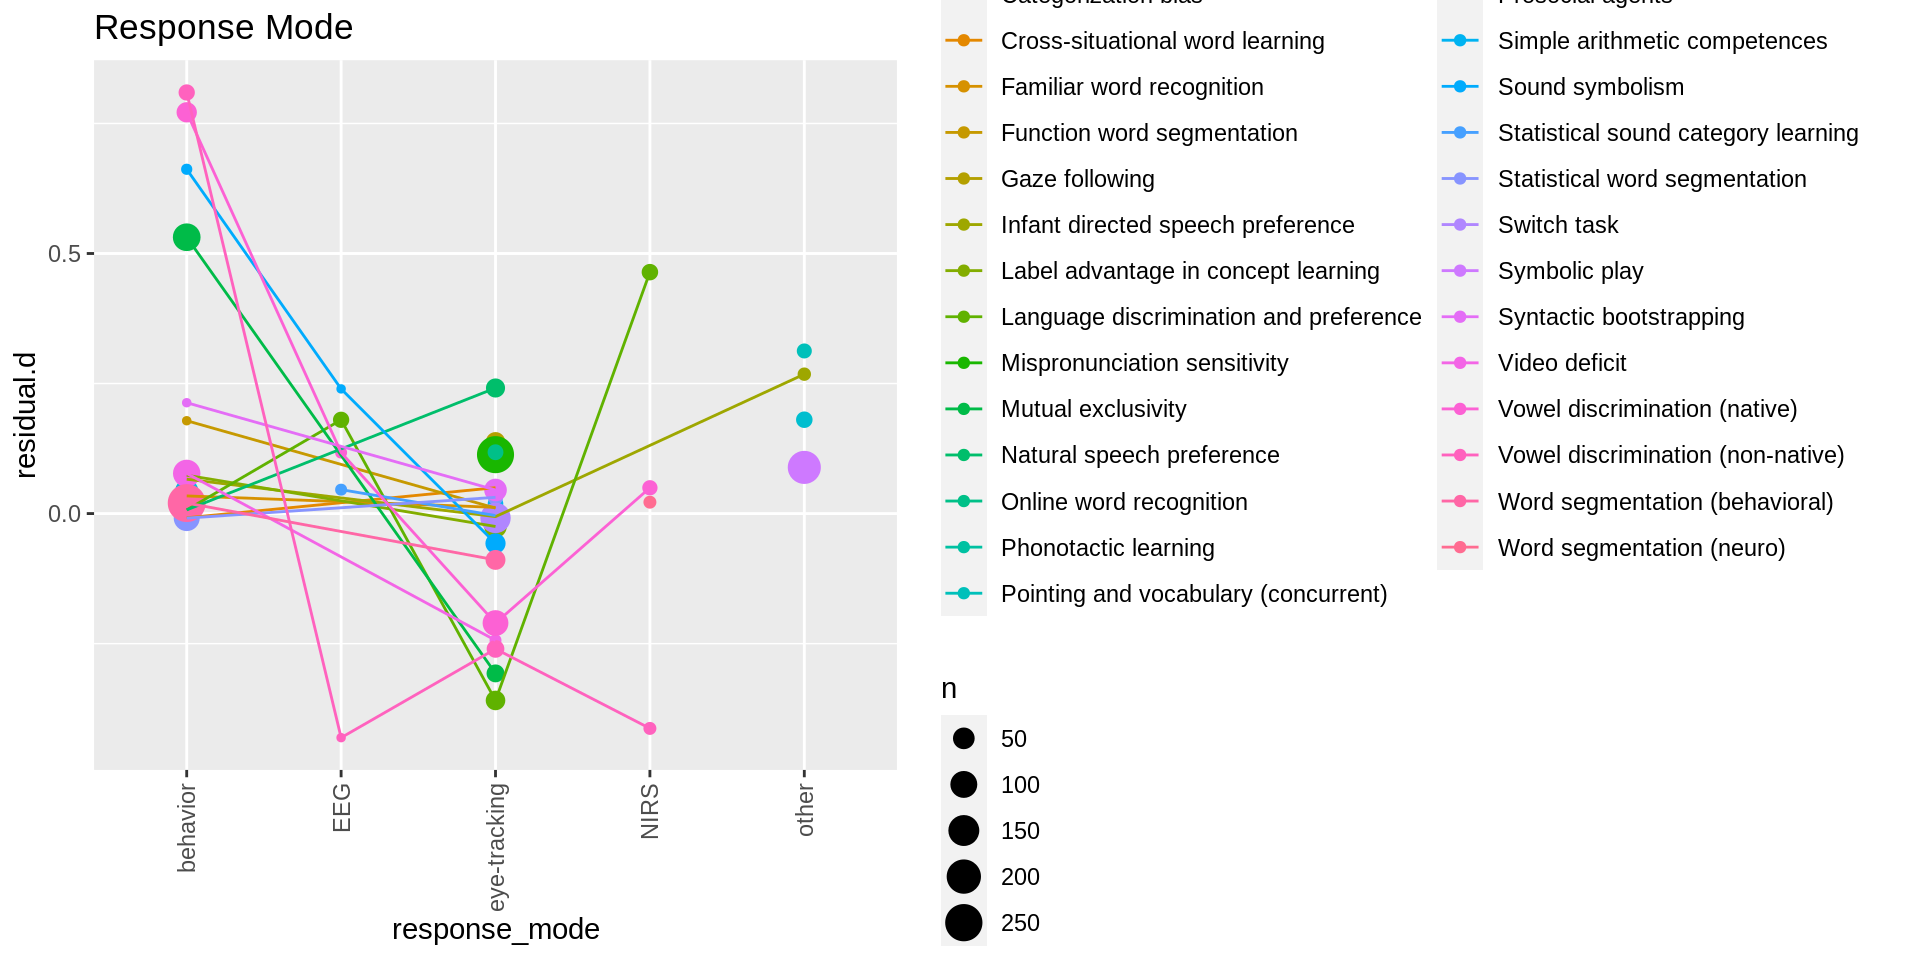 Response Mode
residual.d
0.5
0.0
behavior
EEG
eye-tracking
NIRS
other
response_mode
Categorization bias
Cross-situational word learning
Familiar word recognition
Function word segmentation
Gaze following
Infant directed speech preference
Label advantage in concept learning
Language discrimination and preference
Mispronunciation sensitivity
Mutual exclusivity
Natural speech preference
Online word recognition
Phonotactic learning
Pointing and vocabulary (concurrent)
Prosocial agents
Simple arithmetic competences
Sound symbolism
Statistical sound category learning
Statistical word segmentation
Switch task
Symbolic play
Syntactic bootstrapping
Video deficit
Vowel discrimination (native)
Vowel discrimination (non-native)
Word segmentation (behavioral)
Word segmentation (neuro)
n
50
100
150
200
250